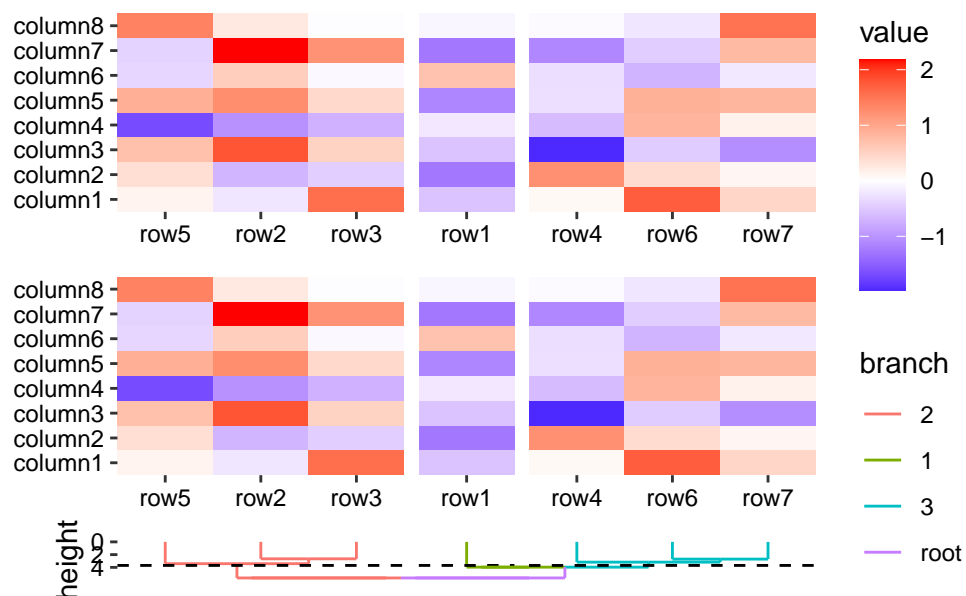 column8
column7
column6
column5
column4
column3
column2
column1
row5 row2 row3 row1 row4 row6 row7
value
2
1
0
−1
column8
column7
column6
column5
column4
column3
column2
column1
row5 row2 row3 row1 row4 row6 row7
branch
2
1
3
root
height
0
2
4